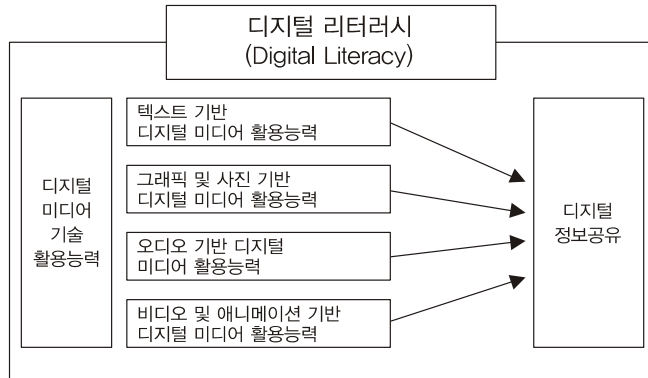 디지털 리터러시
(Digital Literacy)
디지털
미디어
기술
활용능력
텍스트 기반
디지털 미디어 활용능력
그래픽 및 사진 기반
디지털 미디어 활용능력
오디오 기반 디지털
미디어 활용능력
비디오 및 애니메이션 기반
디지털 미디어 활용능력
디지털
정보공유